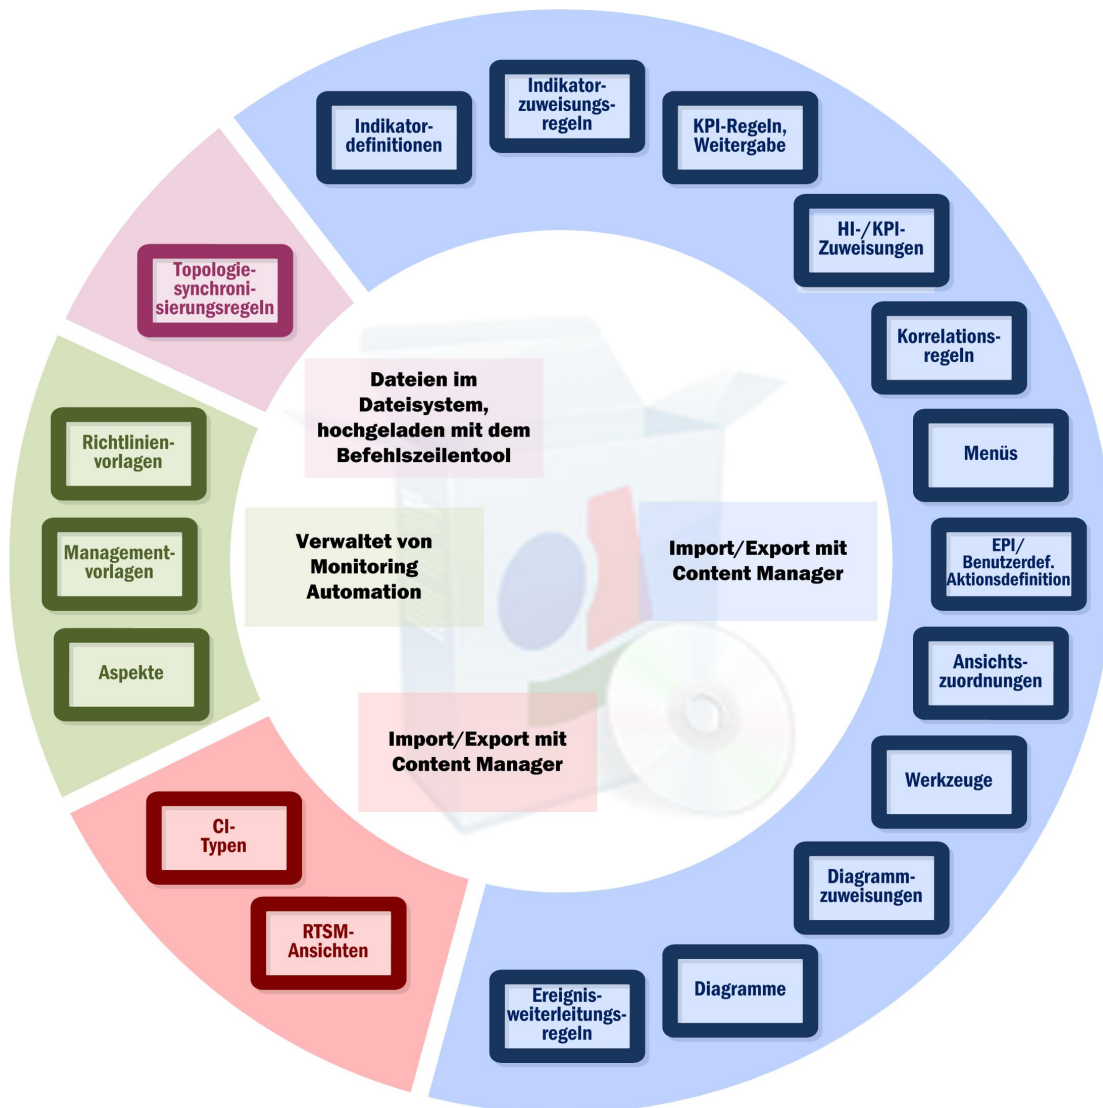 Indikator-
definitionen
Indikator-
zuweisungs-
regeln
KPI-Regeln,
Weitergabe
HI-/KPI-
Zuweisungen
Korrelations-
regeln
Menüs
EPI/
Benutzerdef.
Aktionsdefinition
Ansichts-
zuordnungen
Werkzeuge
Diagramm-
zuweisungen
Diagramme
Ereignis-
weiterleitungs-
regeln
RTSM-
Ansichten
CI-
Typen
Aspekte
Management-
vorlagen
Richtlinien-
vorlagen
Topologie-
synchroni-
sierungsregeln
Dateien im
Dateisystem,
hochgeladen mit dem
Befehlszeilentool
Verwaltet von
Monitoring
Automation
Import/Export mit
Content Manager
Import/Export mit
Content Manager